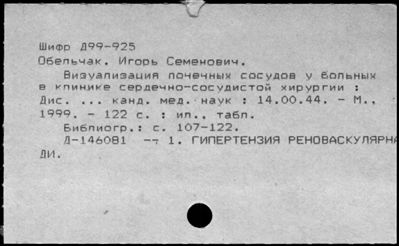 Шифр Д99-925
Обельчак, Игорь Семенович.
Визуализация почечных сосудов у больных
в клинике сердечно-сосудистой хирургии :
Дис. ... канд. мед. наук : 14.00.44. - М.,
1999. - 122 с. : ил., табл.
Библиогр.: с. 107-122.
Д-146081 -- 1. ГИПЕРТЕНЗИЯ РЕНОВАСКУЛЯРНА
ДИ.